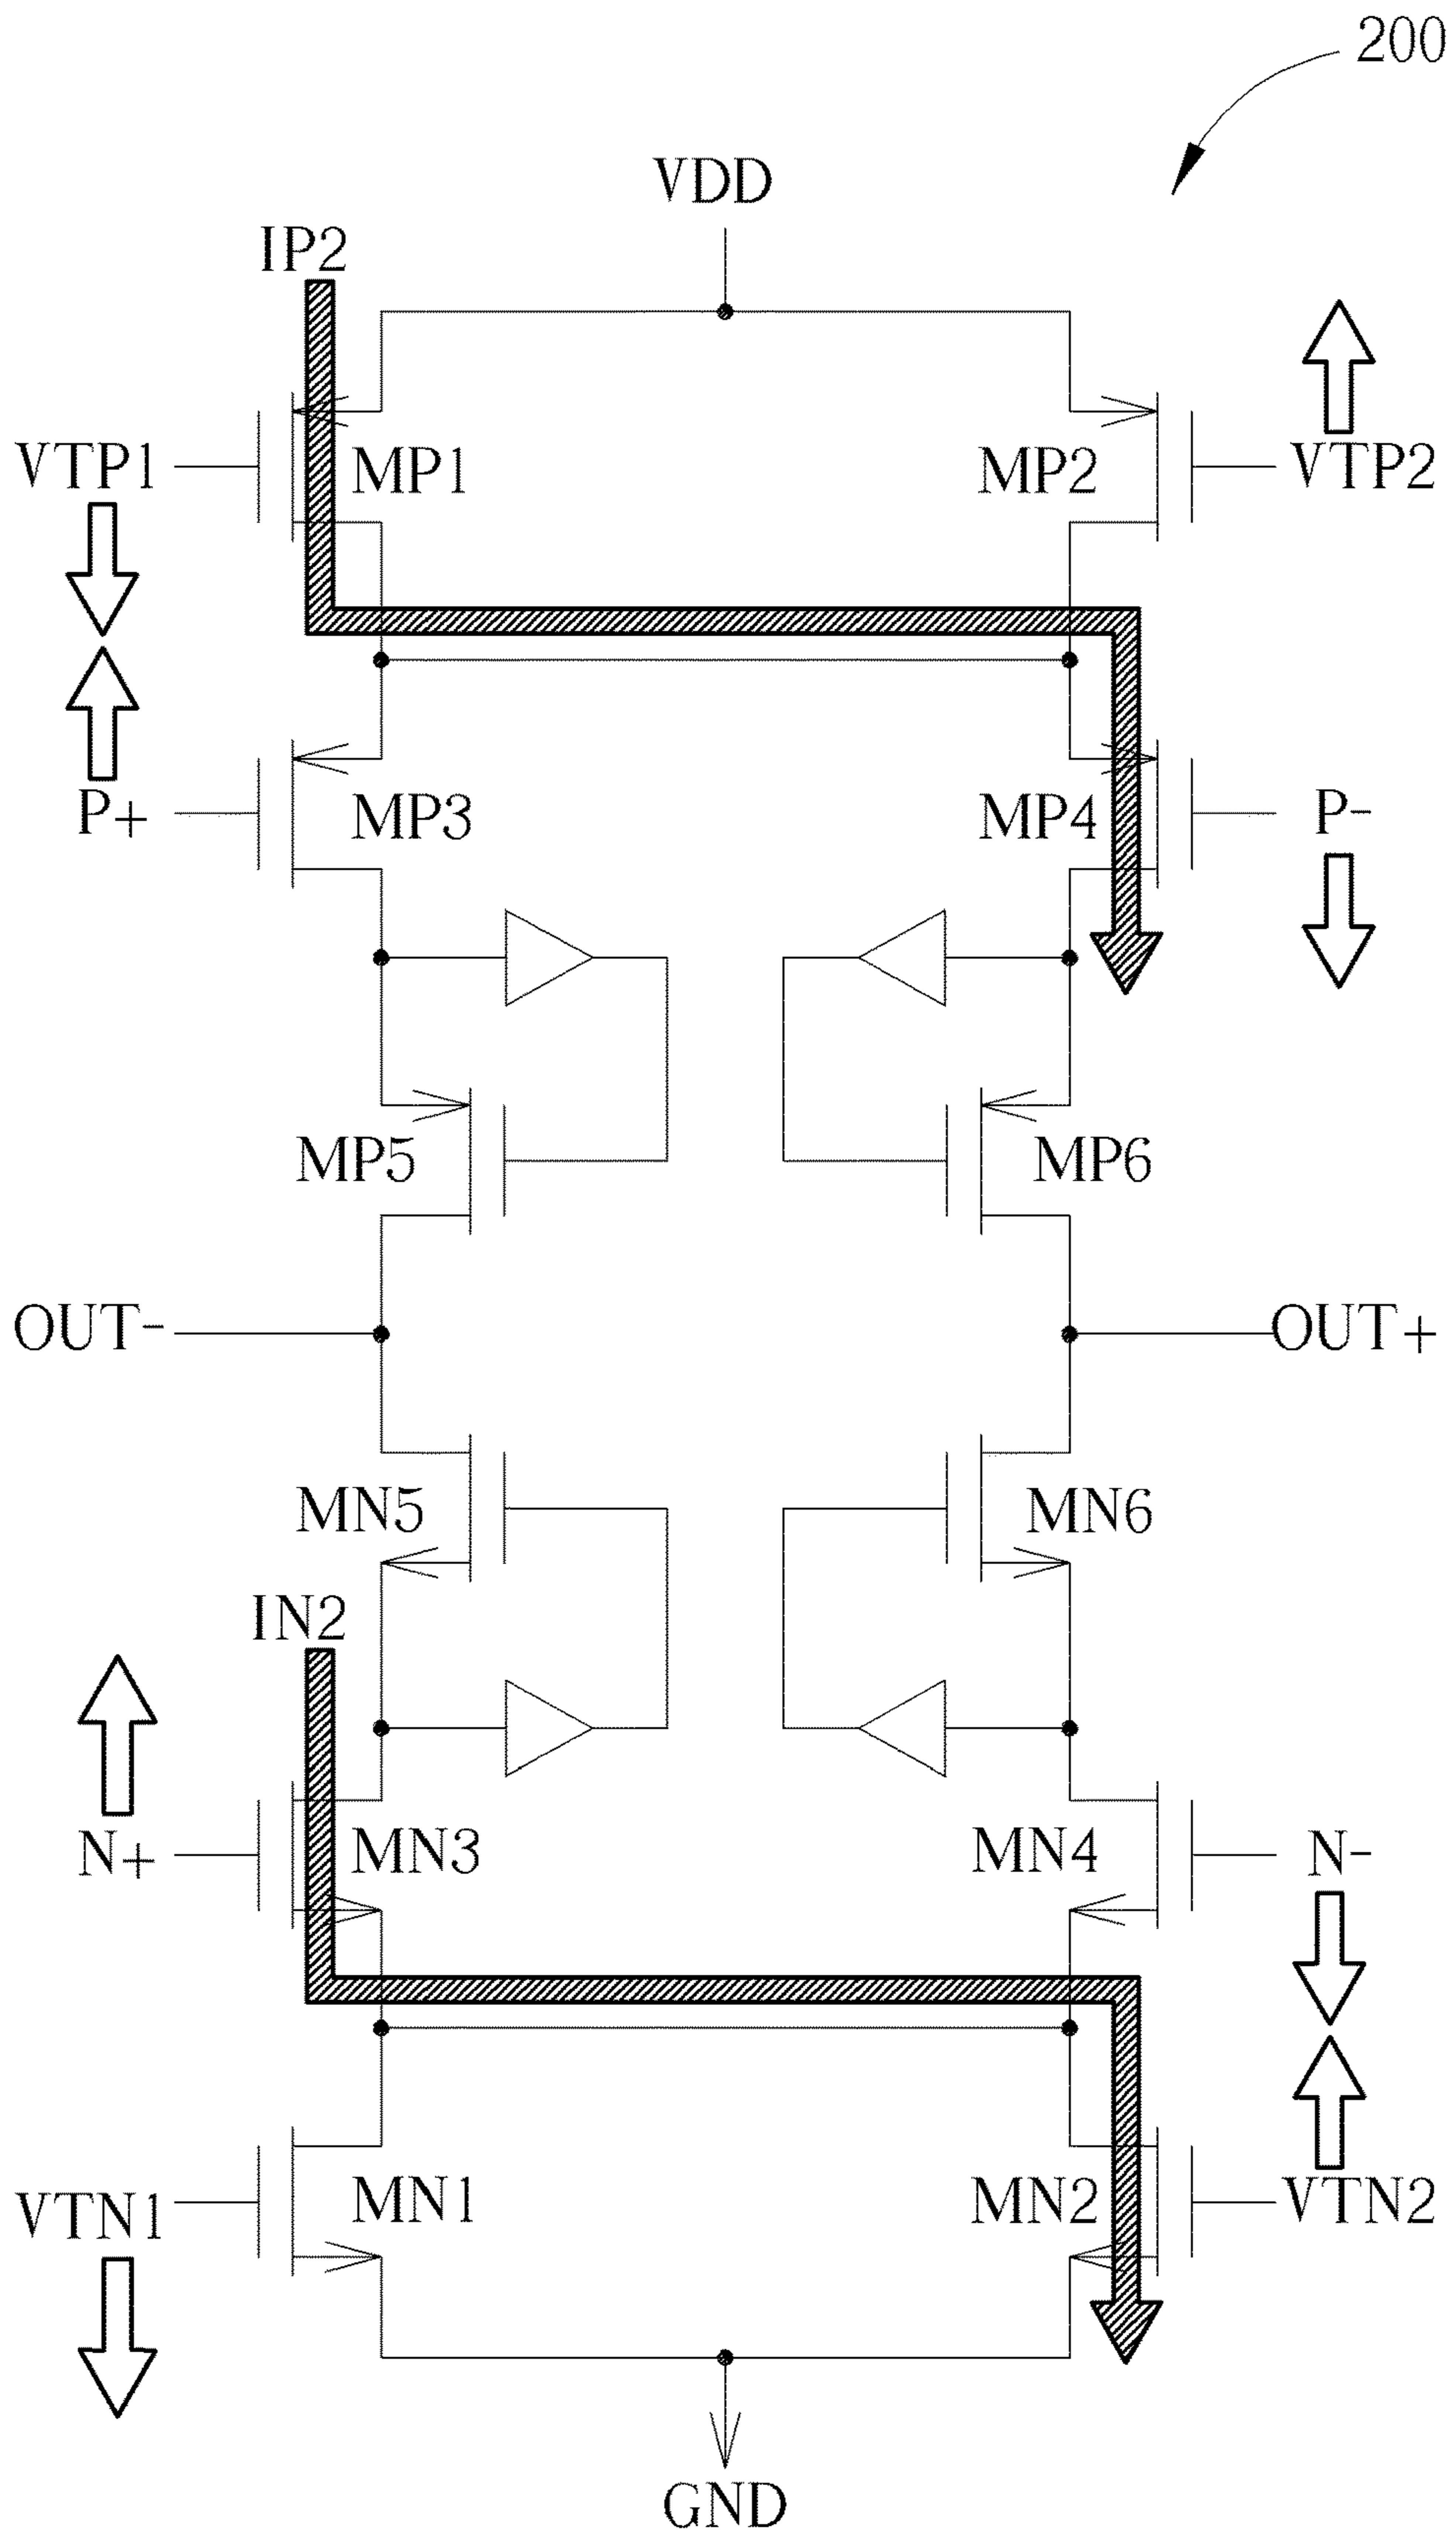 200
VDD
IP2
VTP1
MP1
MP2
VTP2
P+
MP3
MP4
P-
MP5
MP6
OUT-
OUT+
MN5
MN6
IN2
N+
MN3
MN4
N-
VTN1
MN1
MN2
VTN2
GND